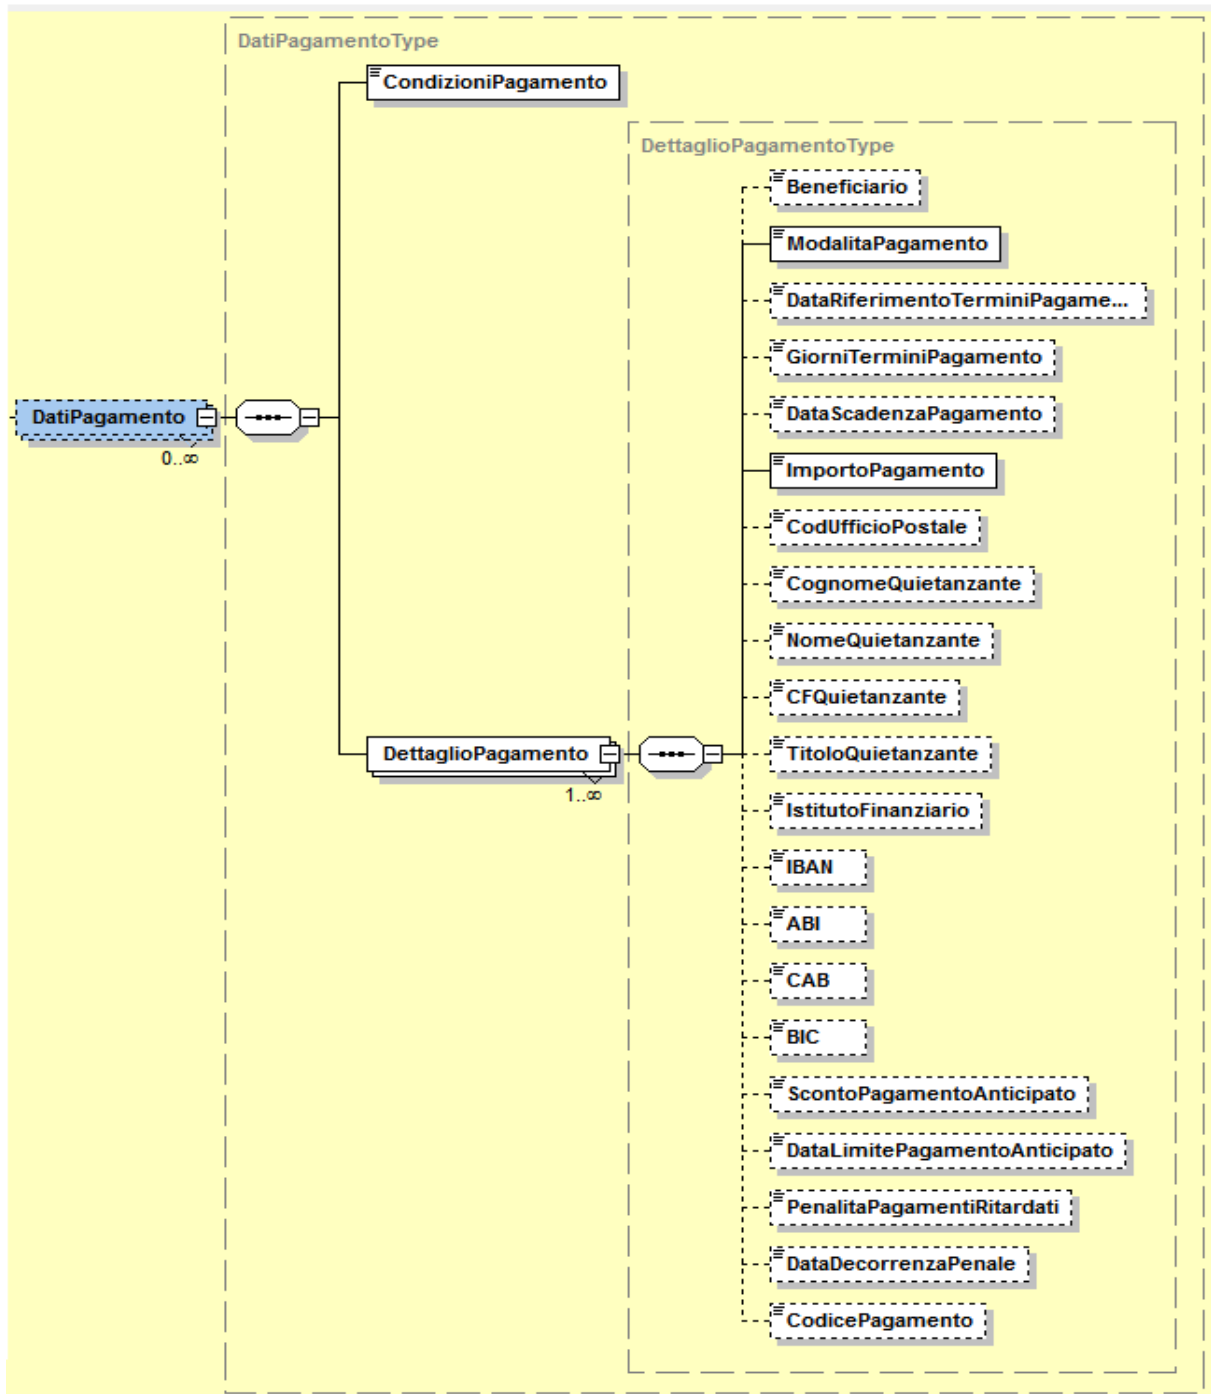 DatiPagamentoType
CondizioniPagamento
DettaglioPagamentoType
Beneficiario
ModalitaPagamento
DataRiferimentoTerminiPagame...
GiorniTerminiPagamento
DataScadenzaPagamento
DatiPagamento
0..∞
ImportoPagamento
CodUfficioPostale
CognomeQuietanzante
NomeQuietanzante
CFQuietanzante
DettaglioPagamento
1..∞
TitoloQuietanzante
IstitutoFinanziario
IBAN
ABI
CAB
BIC
ScontoPagamentoAnticipato
DataLimitePagamentoAnticipato
PenalitaPagamentiRitardati
DataDecorrenzaPenale
CodicePagamento